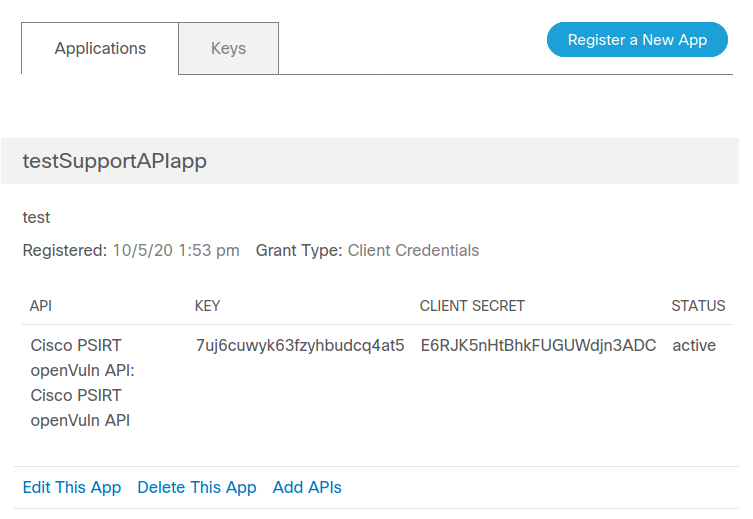 Applications
Keys
Register a New App
testSupportAPIapp
test
Registered: 10/5/20 1:53 pm Grant Type: Client Credentials
API KEY CLIENT SECRET STATUS
Cisco PSIRT 7uj6cuwyk63fzyhbudcq4at5 E6RJK5nHtBhkFUGUWdjn3ADC active
openVuln API:
Cisco PSIRT
openVuln API
Edit This App Delete This App Add APIs